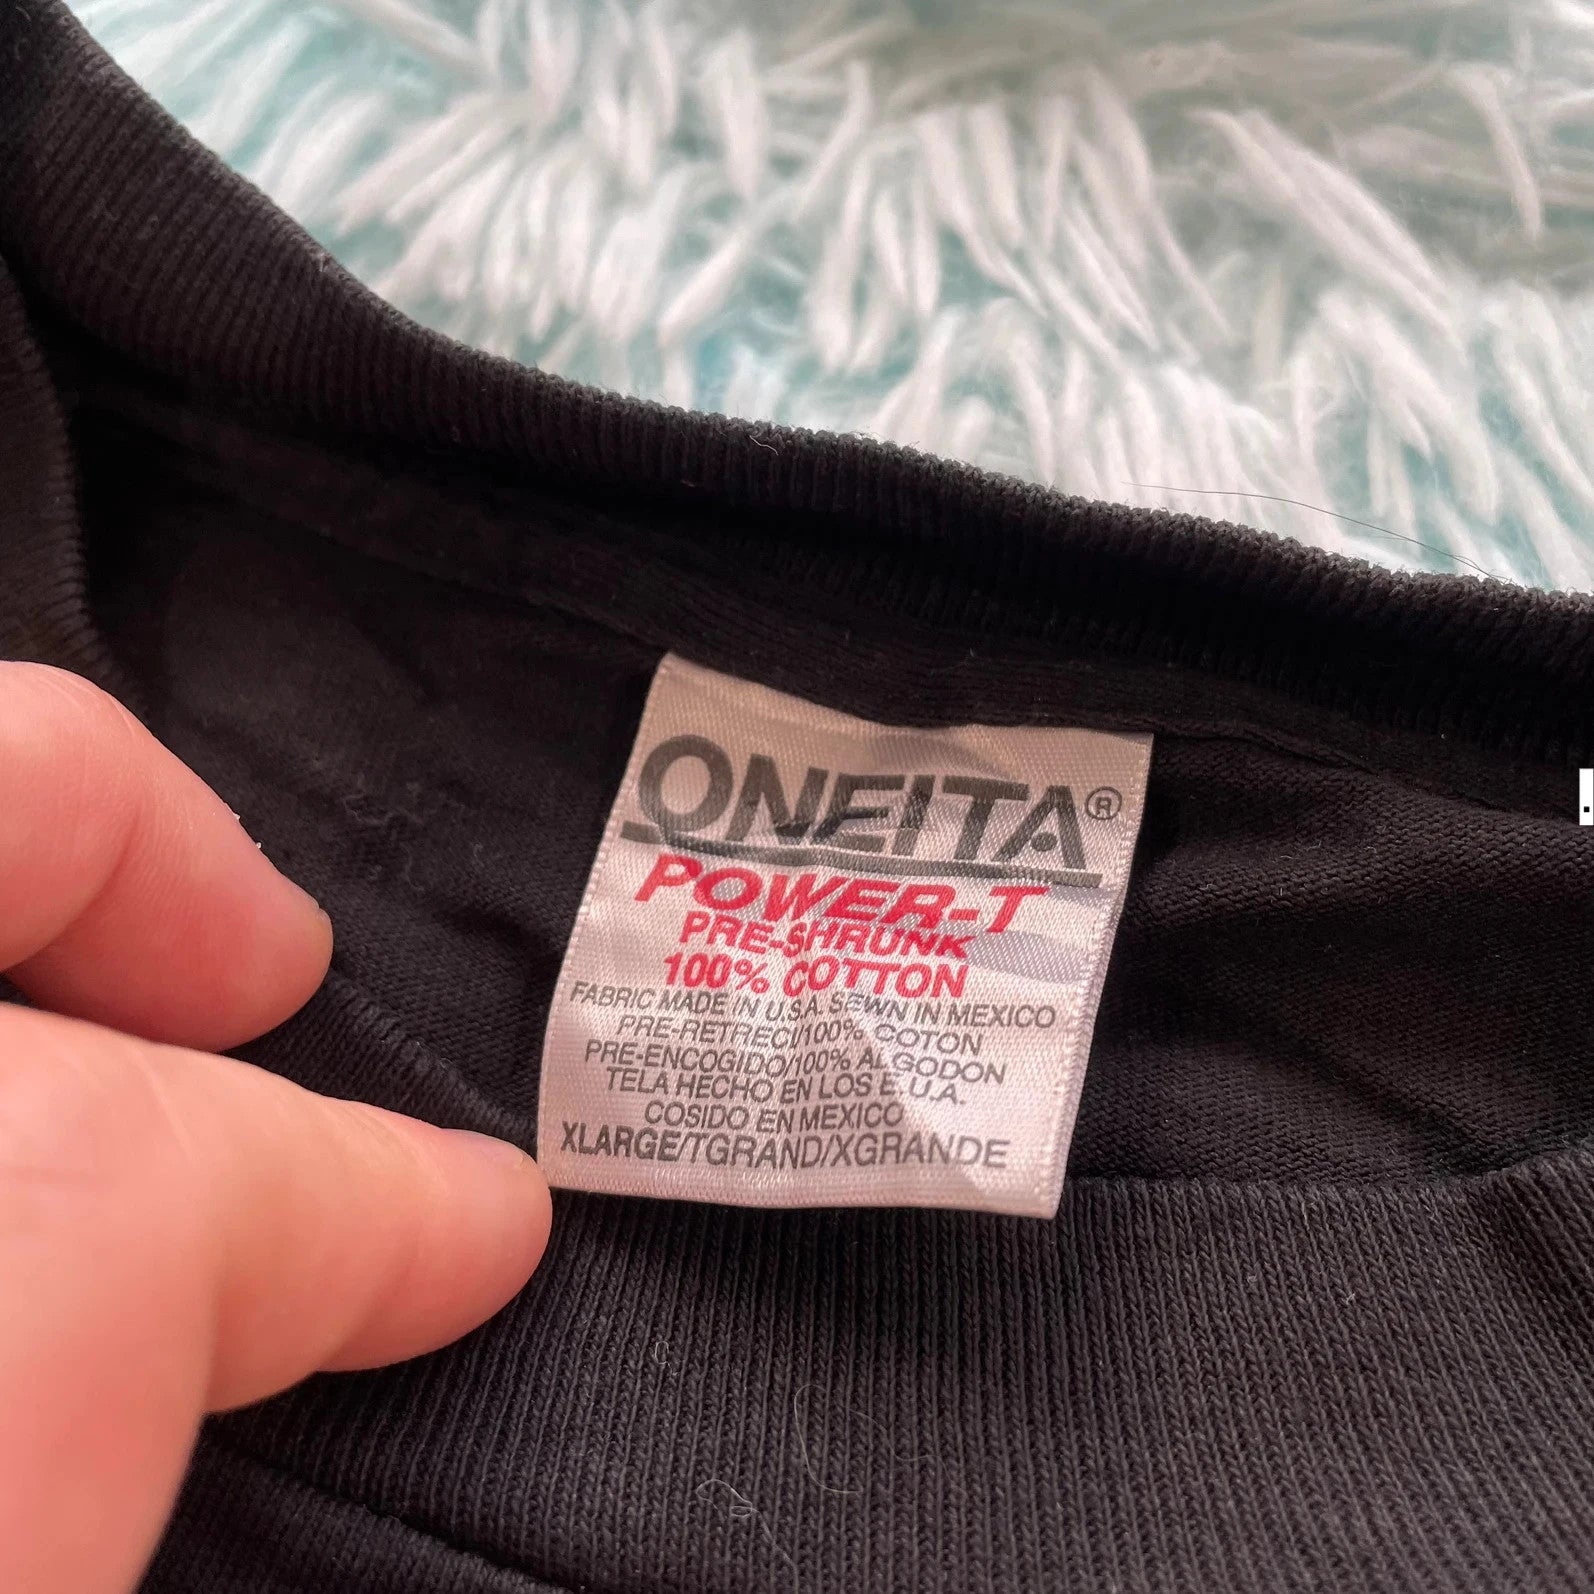 ONEITA®
POWER-T
PRE-SHRUNK
100% COTTON
FABRIC MADE IN U.S.A. SEWN IN MEXICO
PRE-RETRECI/100% COTON
PRE-ENCOGIDO/100% ALGODON
TELA HECHO EN LOS E.U.A.
COSIDO EN MEXICO
XLARGE/TGRAND/XGRANDE